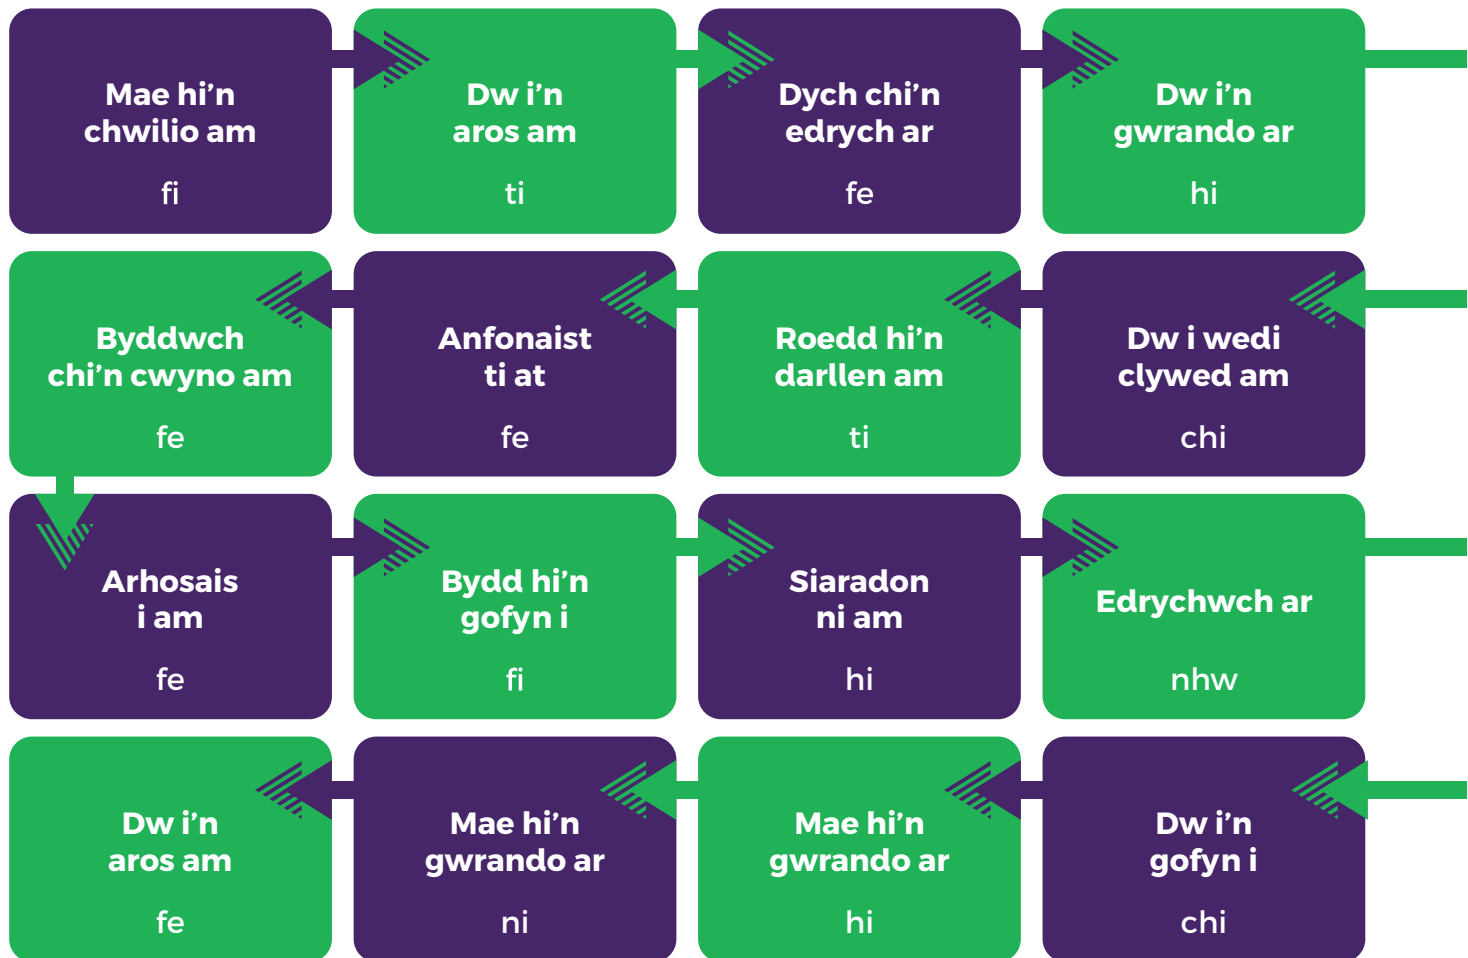 Mae hi’n
chwilio am
fi
Dw i’n
aros am
ti
Dych chi’n
edrych ar
fe
Dw i’n
gwrando ar
hi
Dw i wedi
clywed am
chi
Roedd hi’n
darllen am
ti
Anfonaist
ti at
fe
Byddwch
chi’n cwyno am
fe
Arhosais
i am
fe
Bydd hi’n
gofyn i
fi
Siaradon
ni am
hi
Edrychwch ar
nhw
Dw i’n
gofyn i
chi
Mae hi’n
gwrando ar
hi
Mae hi’n
gwrando ar
ni
Dw i’n
aros am
fe